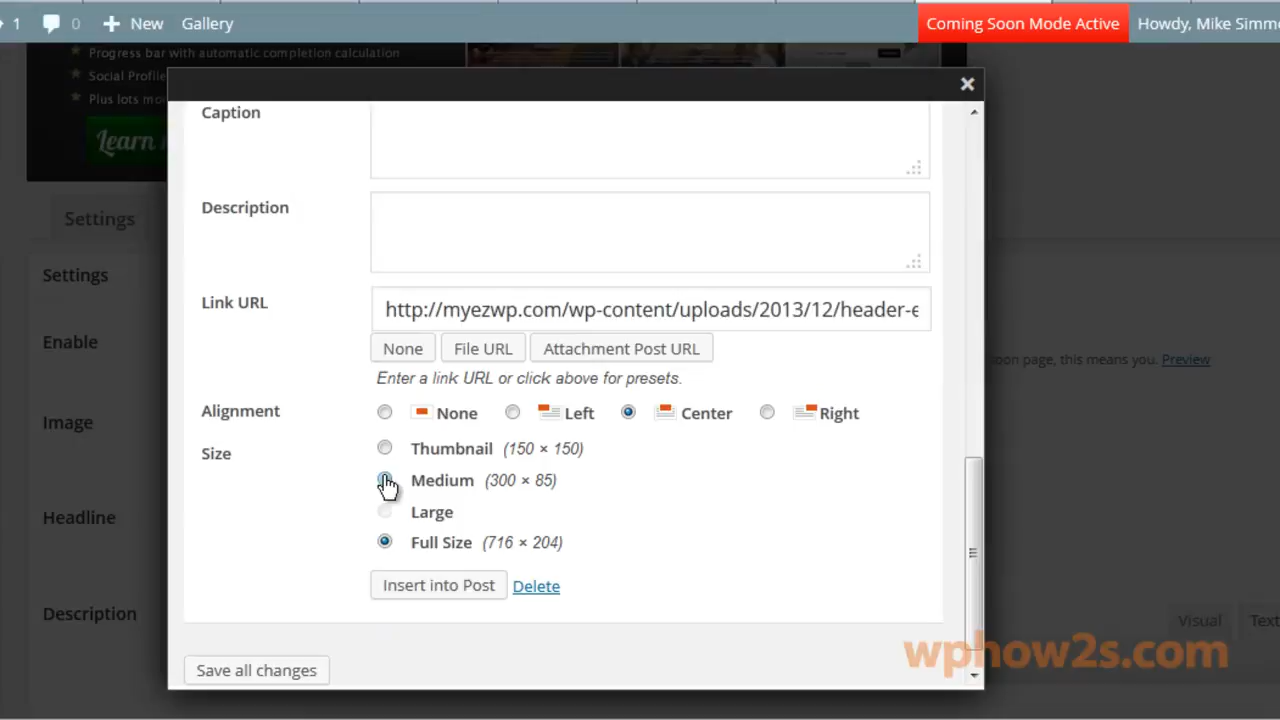 1 0 New Gallery Coming Soon Mode Active Howdy, Mike Simm
Progress bar with automatic completion calculation
Social Profile
Plus lots mo
Learn
Settings
Settings
Enable
Image
Headline
Description
Caption
Description
Link URL
http://myezwp.com/wp-content/uploads/2013/12/header-e
None File URL Attachment Post URL
Enter a link URL or click above for presets.
Alignment None Left Center Right
Size Thumbnail (150 × 150)
Medium (300 × 85)
Large
Full Size (716 × 204)
Insert into Post Delete
Save all changes
soon page, this means you. Preview
Visual Text
wphow2s.com